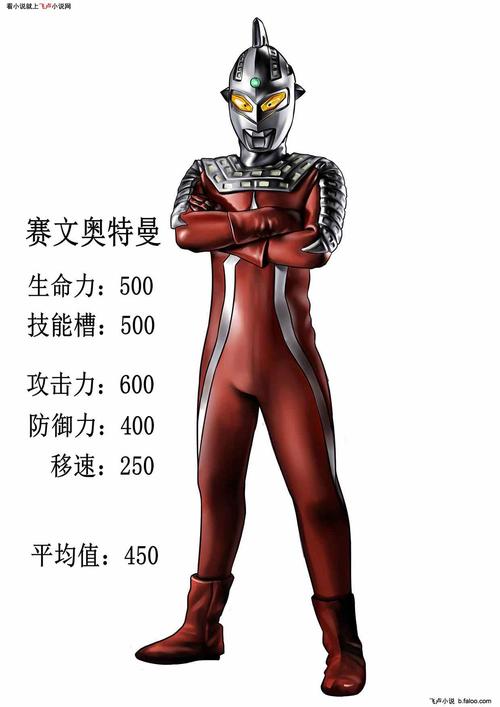 看小说就上飞卢小说网
赛文奥特曼
生命力：500
技能槽：500
攻击力：600
防御力：400
移速：250
平均值：450
飞卢小说 b.faloo.com